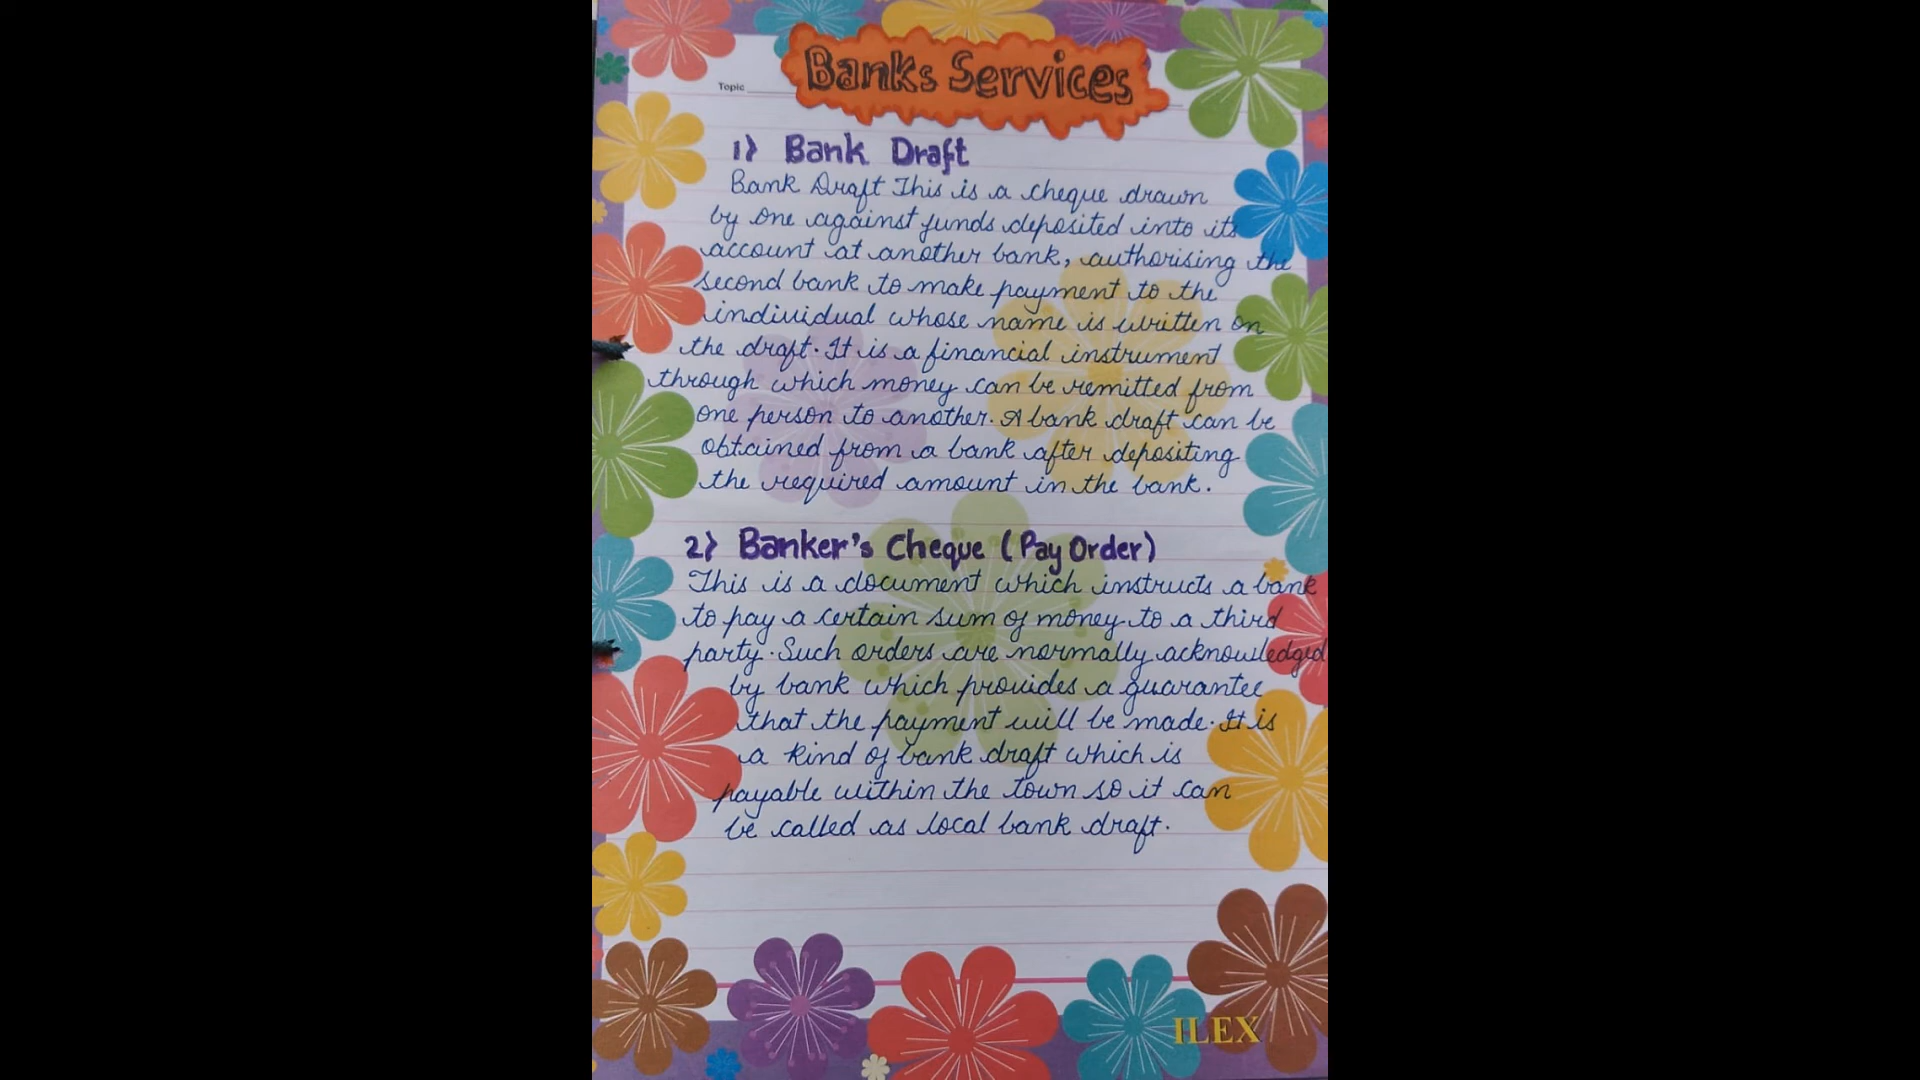 Banks Services
Topic
1) Bank Draft
Bank Draft This is a cheque drawn
by one against funds deposited into its
account at another bank, authorising the
second bank to make payment to the
individual whose name is written on
the draft. It is a financial instrument
through which money can be remitted from
one person to another. A bank draft can be
obtained from a bank after depositing
the required amount in the bank.
2) Banker's Cheque (Pay Order)
This is a document which instructs a bank
to pay a certain sum of money to a third
party. Such orders are normally acknowledged
by bank which provides a guarantee
that the payment will be made. It is
a kind of bank draft which is
payable within the town so it can
be called as local bank draft.
ILEX